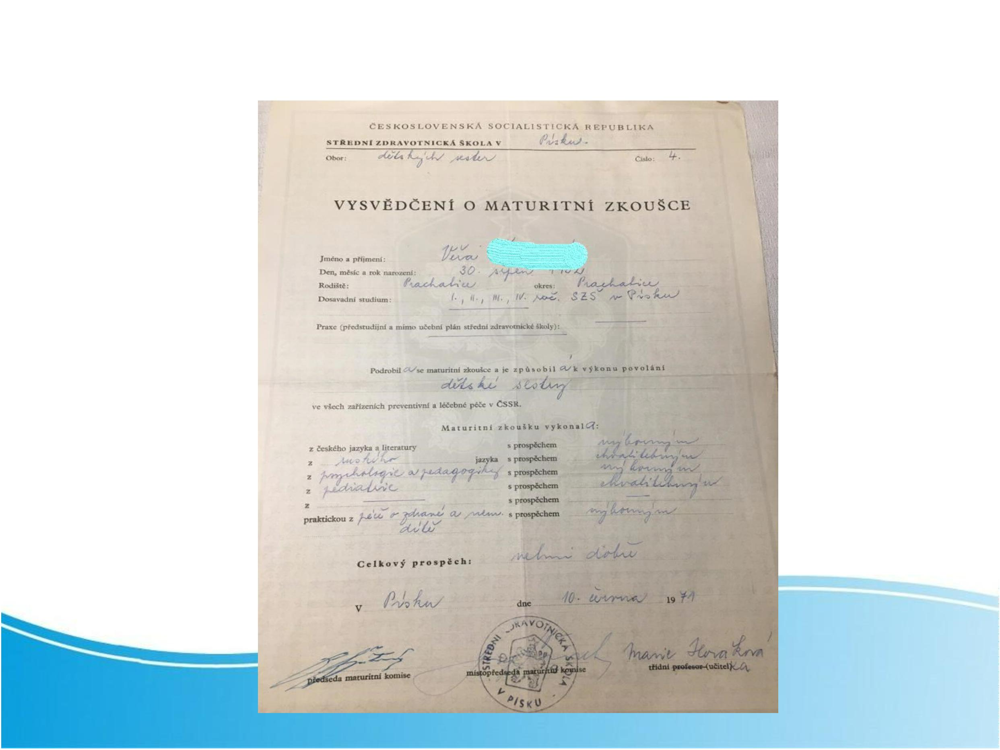 ČESKOSLOVENSKÁ SOCIALISTICKÁ REPUBLIKA
STŘEDNÍ ZDRAVOTNICKÁ ŠKOLA V Písku.
Obor: dětských sester Číslo: 4.
VYSVĚDČENÍ O MATURITNÍ ZKOUŠCE
Jméno a příjmení: Věra
Den, měsíc a rok narození: 30. srpen 1952
Rodiště: Prachatice okres: Prachatice
Dosavadní studium: I., II., III., IV. roč. SZŠ v Písku
Praxe (předstudijní a mimo učební plán střední zdravotnické školy):
Podrobila se maturitní zkoušce a je způsobilá k výkonu povolání
dětské sestry
ve všech zařízeních preventivní a léčebné péče v ČSSR.
Maturitní zkoušku vykonala:
z českého jazyka a literatury s prospěchem výborným
z ruského jazyka s prospěchem chvalitebným
z psychologie a pedagogiky s prospěchem výborným
z pediatrie s prospěchem chvalitebným
z s prospěchem
praktickou z péče o zdravé a nem. s prospěchem výborným
dítě
Celkový prospěch: velmi dobře
V Písku dne 10. června 1971
STŘEDNÍ ZDRAVOTNICKÁ ŠKOLA V PÍSKU
Marie Horáková
předseda maturitní komise místopředseda maturitní komise třídní profesor (učitel)ka